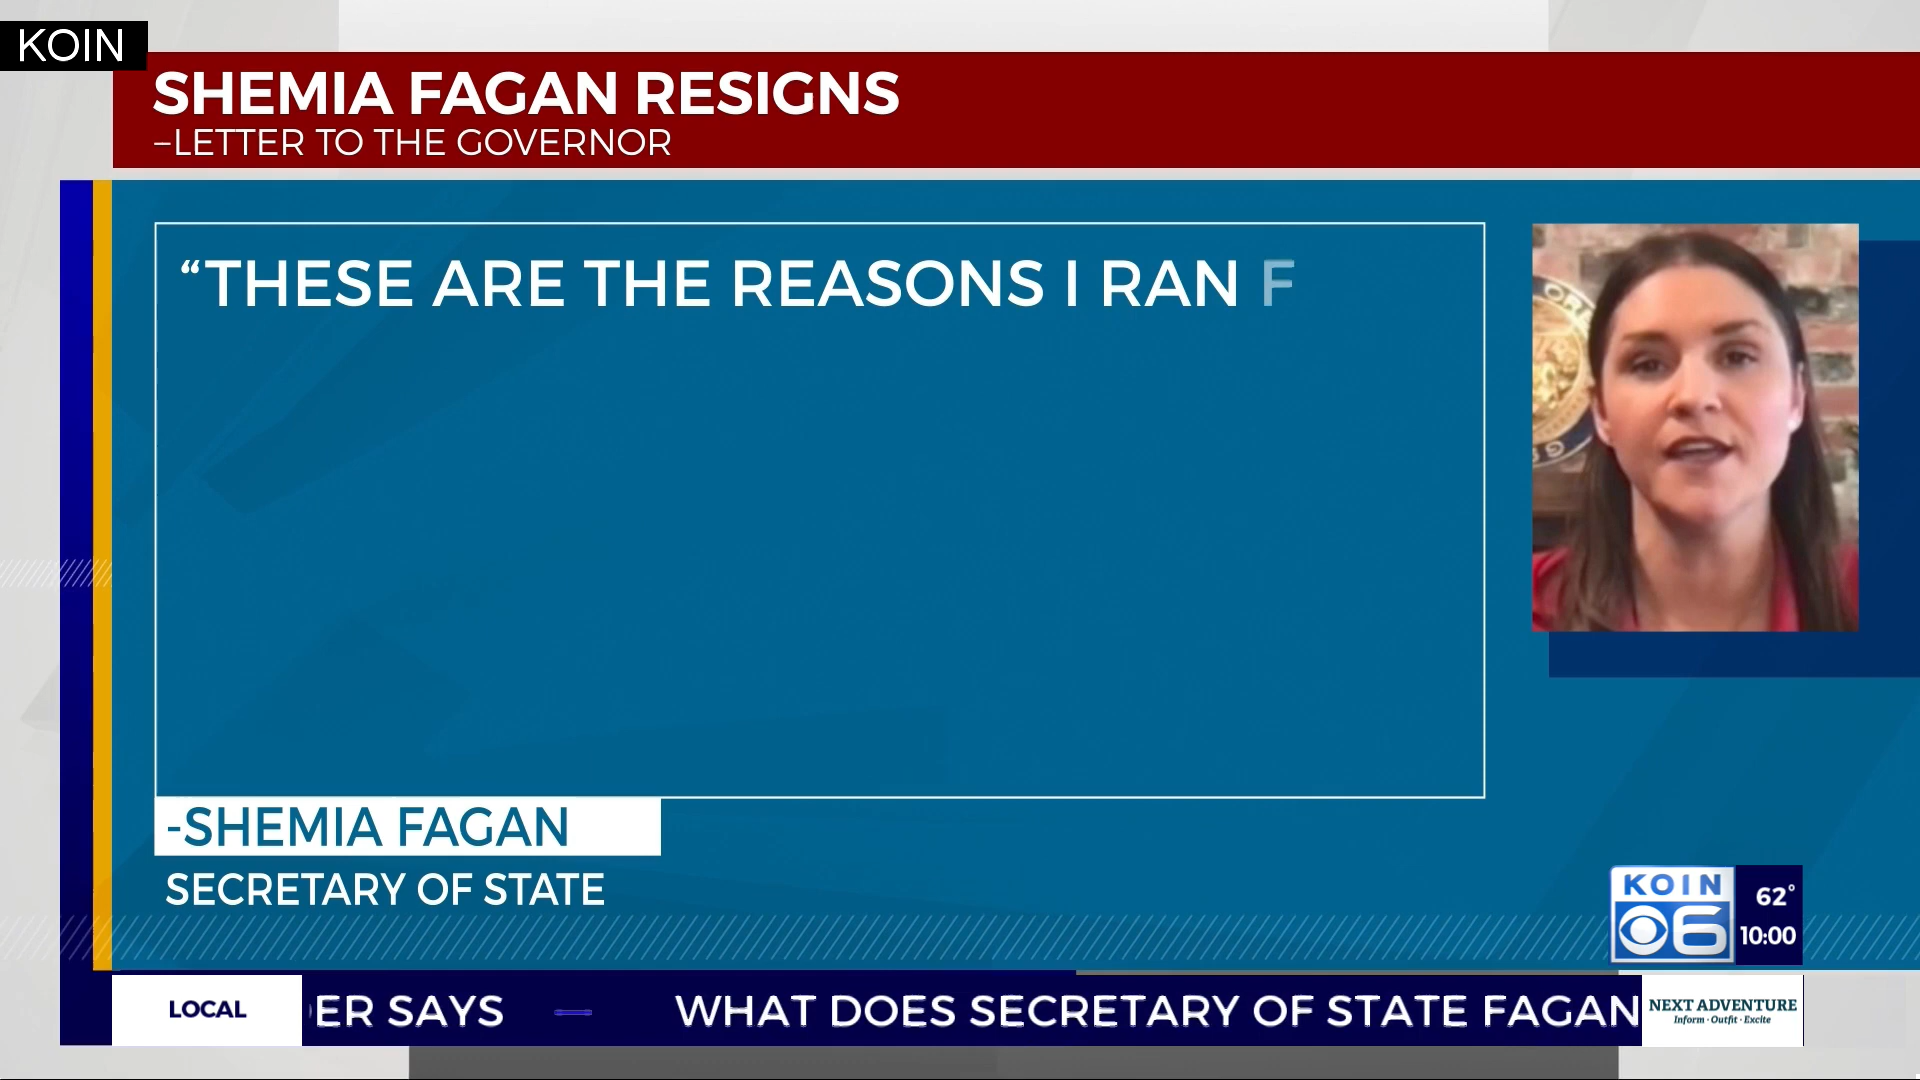 KOIN
SHEMIA FAGAN RESIGNS
–LETTER TO THE GOVERNOR
“THESE ARE THE REASONS I RAN F
-SHEMIA FAGAN
SECRETARY OF STATE
KOIN
6
62°
10:00
LOCAL
ER SAYS — WHAT DOES SECRETARY OF STATE FAGAN
NEXT ADVENTURE
Inform · Outfit · Excite